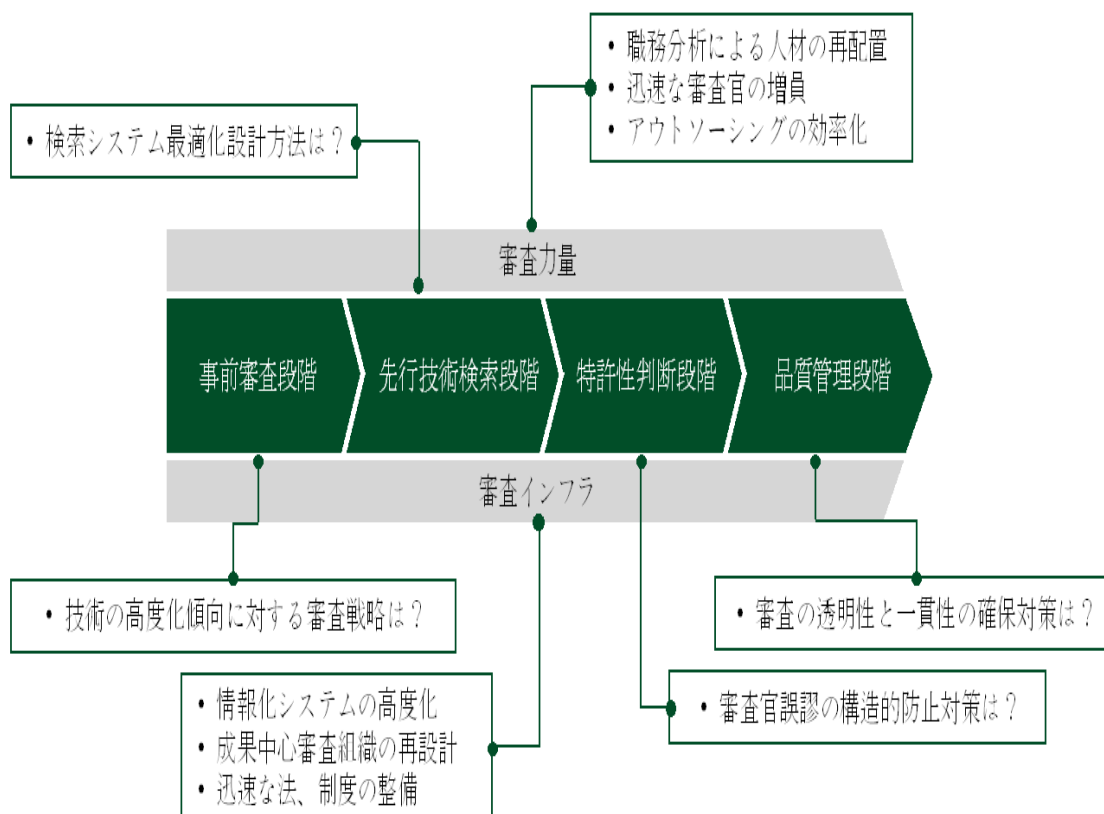 • 職務分析による人材の再配置
• 迅速な審査官の増員
• アウトソーシングの効率化
• 検索システム最適化設計方法は？
審査力量
事前審査段階
先行技術検索段階
特許性判断段階
品質管理段階
審査インフラ
• 技術の高度化傾向に対する審査戦略は？
• 審査の透明性と一貫性の確保対策は？
• 情報化システムの高度化
• 成果中心審査組織の再設計
• 迅速な法、制度の整備
• 審査官誤謬の構造的防止対策は？